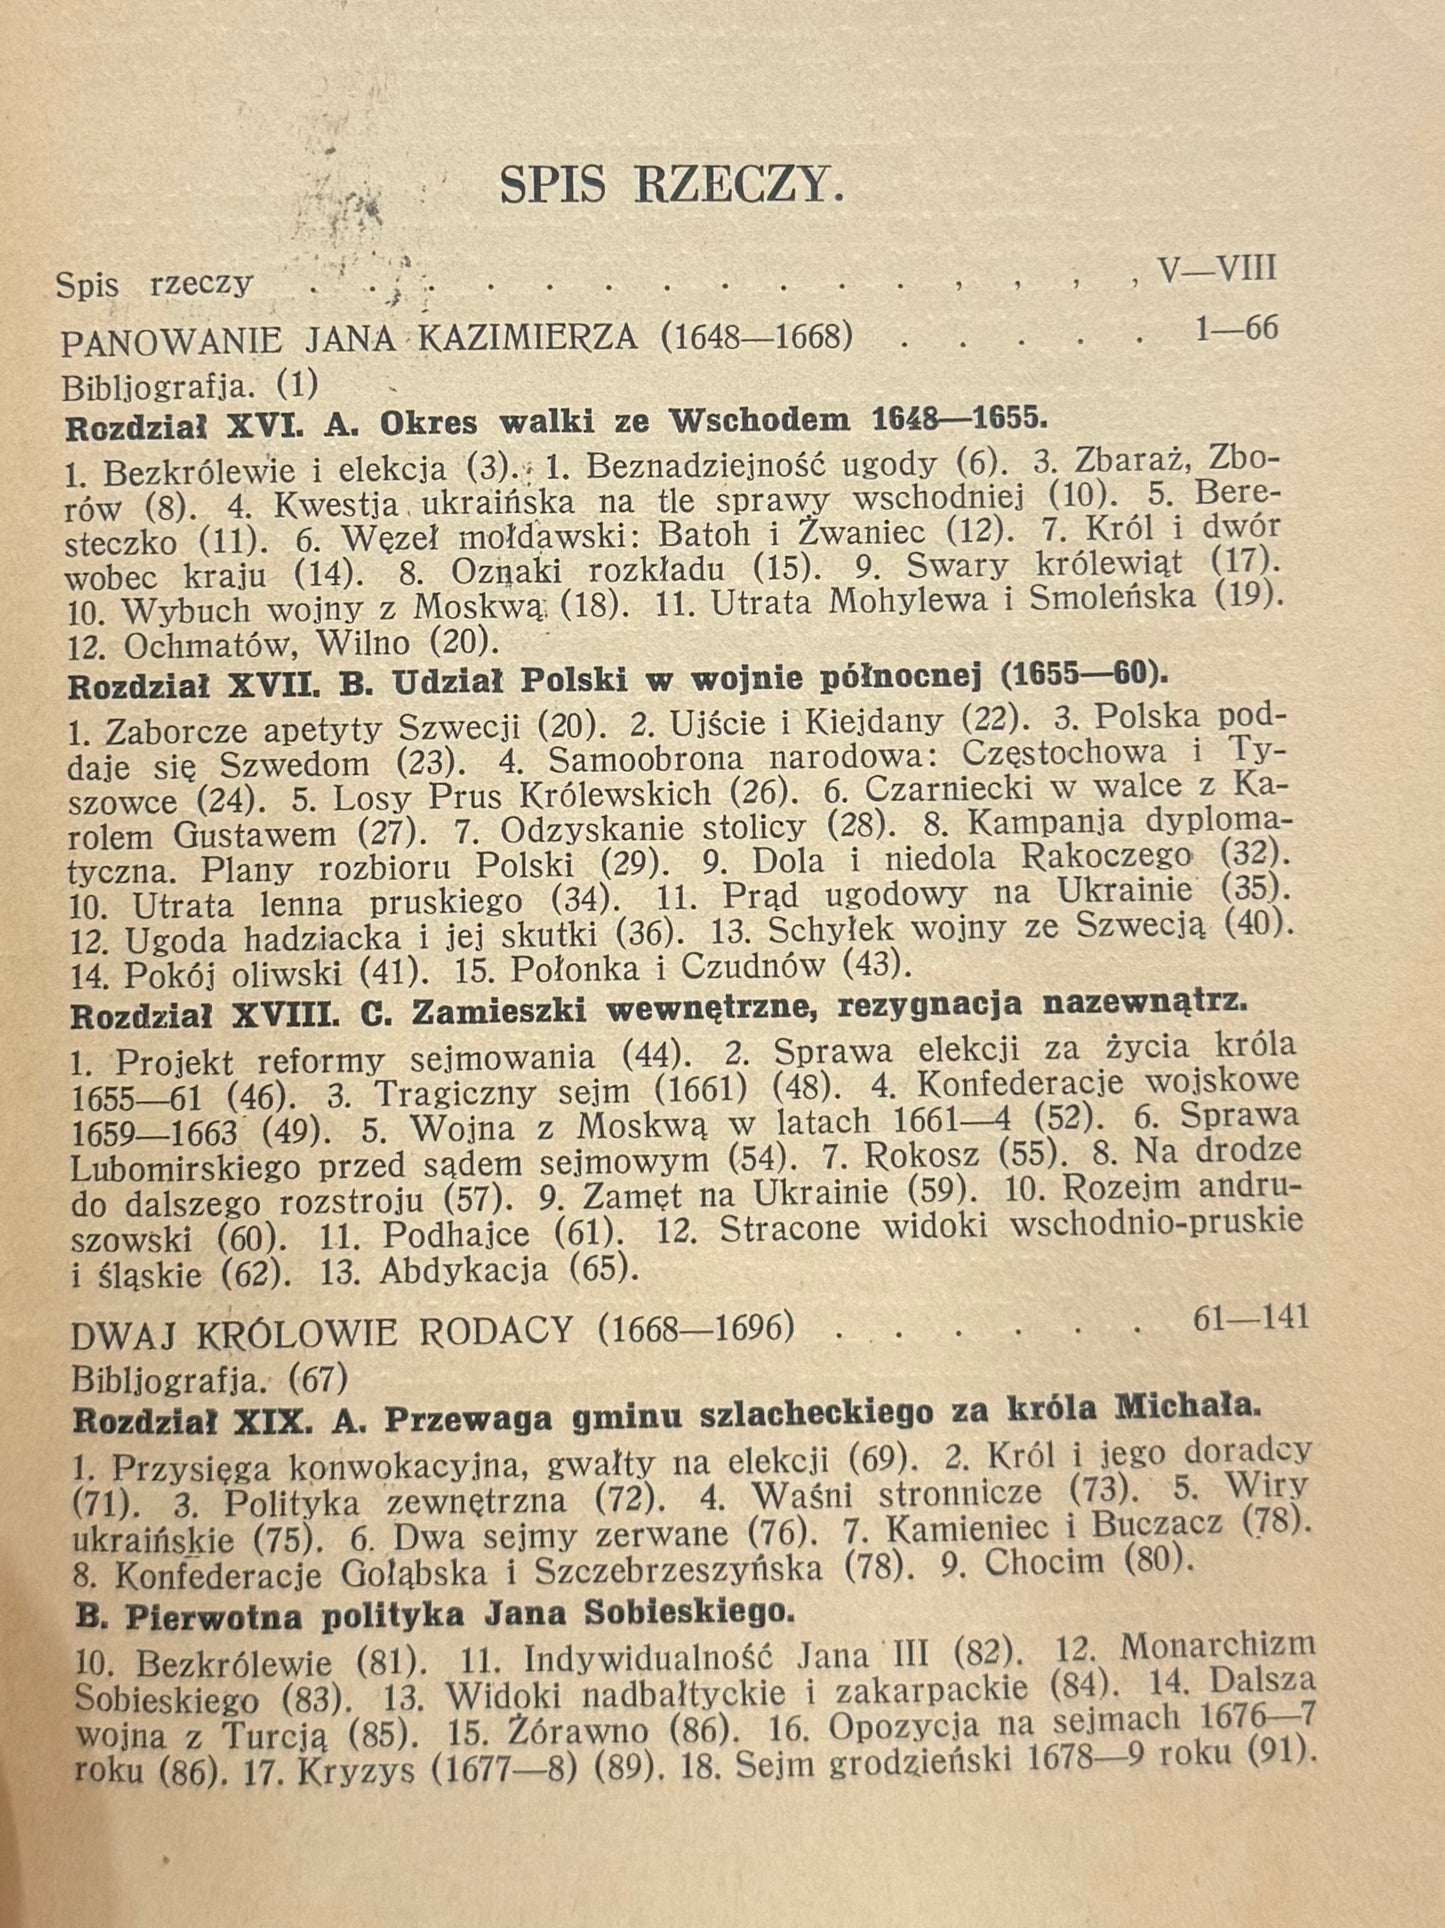 SPIS RZECZY.
Spis rzeczy . . . . . . . . . . . , , , , V—VIII
PANOWANIE JANA KAZIMIERZA (1648—1668) . . . . . 1—66
Bibljografja. (1)
Rozdział XVI. A. Okres walki ze Wschodem 1648—1655.
1. Bezkrólewie i elekcja (3). 1. Beznadziejność ugody (6). 3. Zbaraż, Zbo-
rów (8). 4. Kwestja ukraińska na tle sprawy wschodniej (10). 5. Bere-
steczko (11). 6. Węzeł mołdawski: Batoh i Żwaniec (12). 7. Król i dwór
wobec kraju (14). 8. Oznaki rozkładu (15). 9. Swary królewiąt (17).
10. Wybuch wojny z Moskwą (18). 11. Utrata Mohylewa i Smoleńska (19).
12. Ochmatów, Wilno (20).
Rozdział XVII. B. Udział Polski w wojnie północnej (1655—60).
1. Zaborcze apetyty Szwecji (20). 2. Ujście i Kiejdany (22). 3. Polska pod-
daje się Szwedom (23). 4. Samoobrona narodowa: Częstochowa i Ty-
szowce (24). 5. Losy Prus Królewskich (26). 6. Czarniecki w walce z Ka-
rolem Gustawem (27). 7. Odzyskanie stolicy (28). 8. Kampanja dyploma-
tyczna. Plany rozbioru Polski (29). 9. Dola i niedola Rakoczego (32).
10. Utrata lenna pruskiego (34). 11. Prąd ugodowy na Ukrainie (35).
12. Ugoda hadziacka i jej skutki (36). 13. Schyłek wojny ze Szwecją (40).
14. Pokój oliwski (41). 15. Połonka i Czudnów (43).
Rozdział XVIII. C. Zamieszki wewnętrzne, rezygnacja nazewnątrz.
1. Projekt reformy sejmowania (44). 2. Sprawa elekcji za życia króla
1655—61 (46). 3. Tragiczny sejm (1661) (48). 4. Konfederacje wojskowe
1659—1663 (49). 5. Wojna z Moskwą w latach 1661—4 (52). 6. Sprawa
Lubomirskiego przed sądem sejmowym (54). 7. Rokosz (55). 8. Na drodze
do dalszego rozstroju (57). 9. Zamęt na Ukrainie (59). 10. Rozejm andru-
szowski (60). 11. Podhajce (61). 12. Stracone widoki wschodnio-pruskie
i śląskie (62). 13. Abdykacja (65).
DWAJ KRÓLOWIE RODACY (1668—1696) . . . . . . 61—141
Bibljografja. (67)
Rozdział XIX. A. Przewaga gminu szlacheckiego za króla Michała.
1. Przysięga konwokacyjna, gwałty na elekcji (69). 2. Król i jego doradcy
(71). 3. Polityka zewnętrzna (72). 4. Waśni stronnicze (73). 5. Wiry
ukraińskie (75). 6. Dwa sejmy zerwane (76). 7. Kamieniec i Buczacz (78).
8. Konfederacje Gołąbska i Szczebrzeszyńska (78). 9. Chocim (80).
B. Pierwotna polityka Jana Sobieskiego.
10. Bezkrólewie (81). 11. Indywidualność Jana III (82). 12. Monarchizm
Sobieskiego (83). 13. Widoki nadbałtyckie i zakarpackie (84). 14. Dalsza
wojna z Turcją (85). 15. Żórawno (86). 16. Opozycja na sejmach 1676—7
roku (86). 17. Kryzys (1677—8) (89). 18. Sejm grodzieński 1678—9 roku (91).